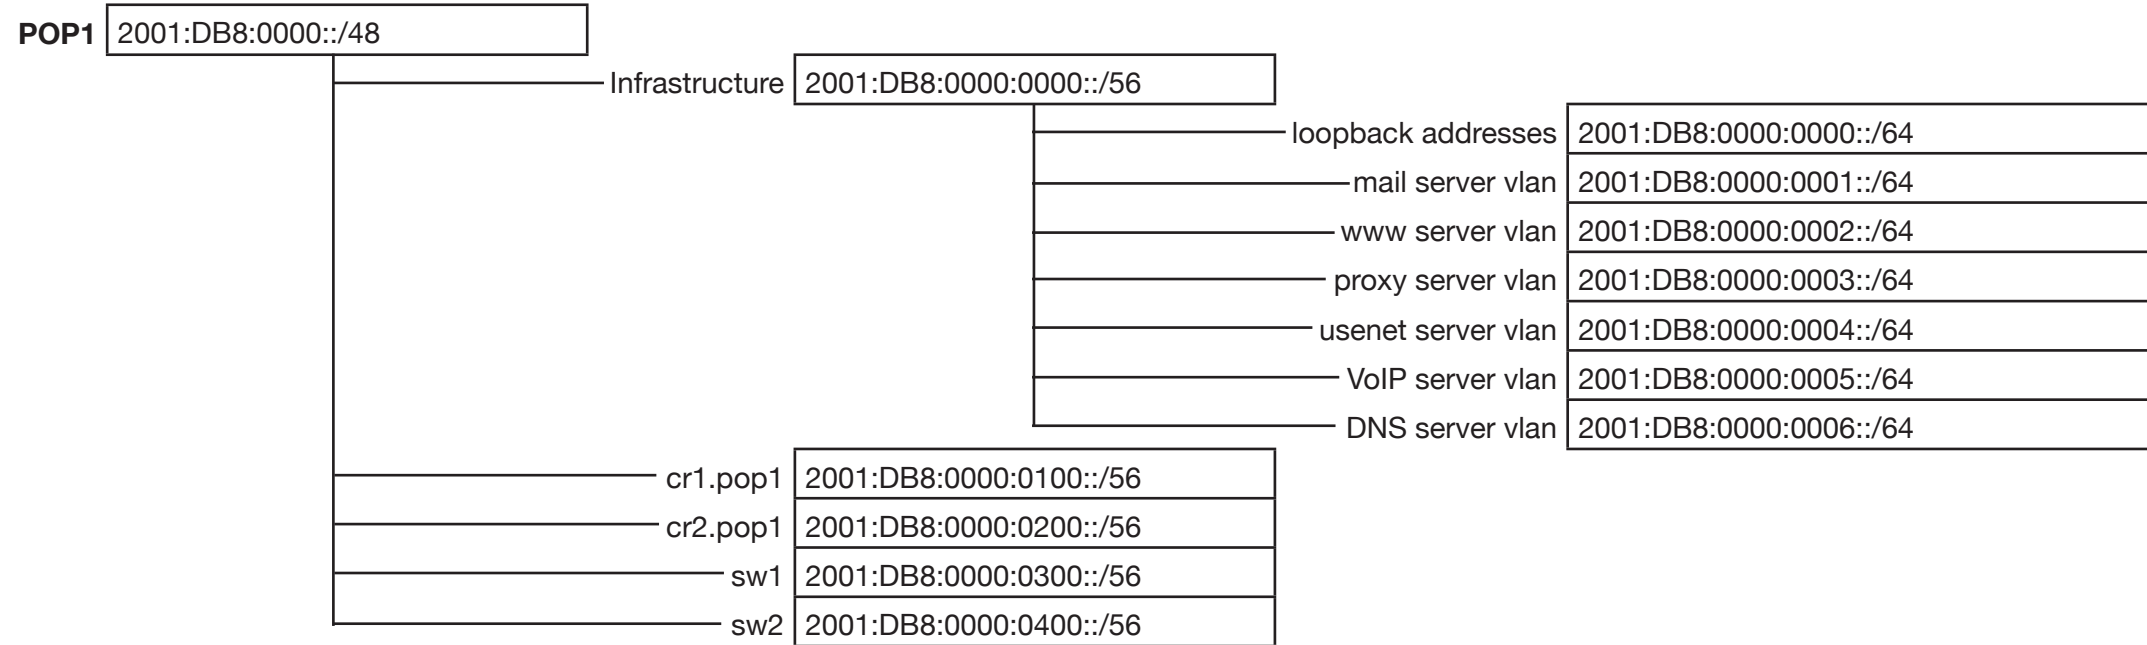 POP1 2001:DB8:0000::/48
Infrastructure 2001:DB8:0000:0000::/56
loopback addresses 2001:DB8:0000:0000::/64
mail server vlan 2001:DB8:0000:0001::/64
www server vlan 2001:DB8:0000:0002::/64
proxy server vlan 2001:DB8:0000:0003::/64
usenet server vlan 2001:DB8:0000:0004::/64
VoIP server vlan 2001:DB8:0000:0005::/64
DNS server vlan 2001:DB8:0000:0006::/64
cr1.pop1 2001:DB8:0000:0100::/56
cr2.pop1 2001:DB8:0000:0200::/56
sw1 2001:DB8:0000:0300::/56
sw2 2001:DB8:0000:0400::/56